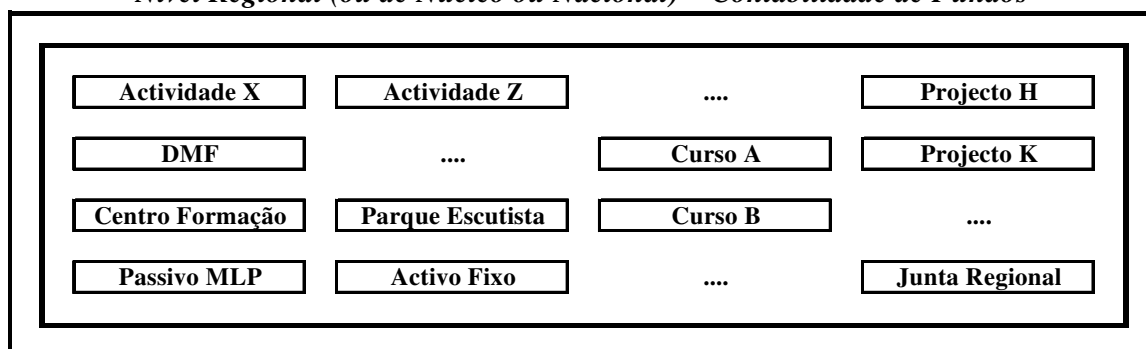 Nível Regional (ou de Núcleo ou Nacional) – Contabilidade de Fundos
Actividade X Actividade Z .... Projecto H
DMF .... Curso A Projecto K
Centro Formação Parque Escutista Curso B ....
Passivo MLP Activo Fixo .... Junta Regional